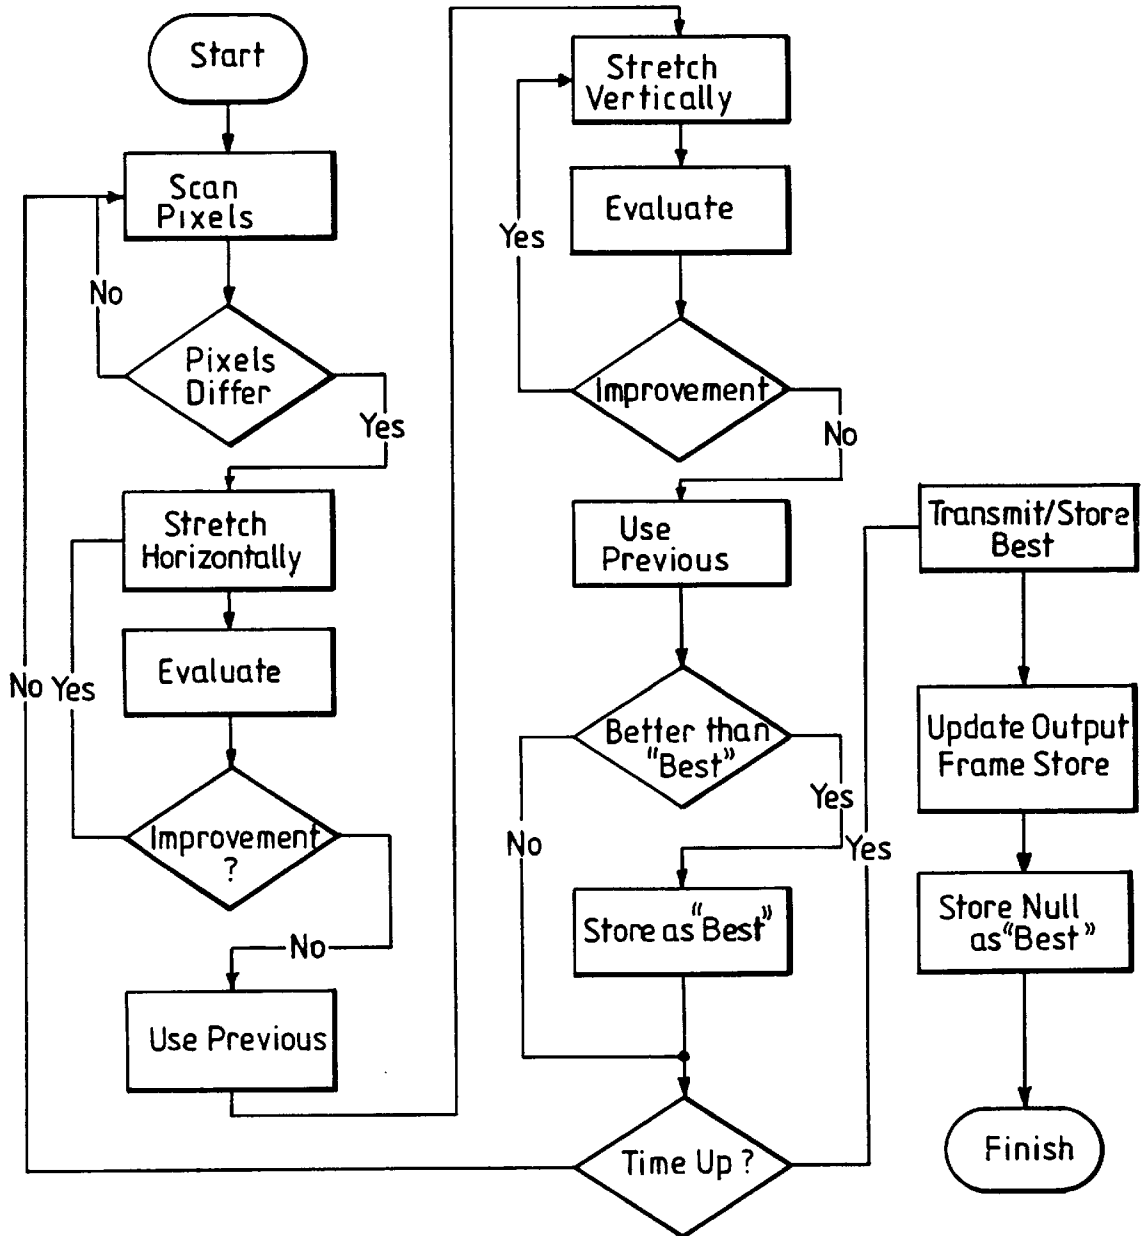 Start
Scan
Pixels
No
Pixels
Differ
Yes
Stretch
Horizontally
Evaluate
No
Yes
Improvement
?
No
Use Previous
Stretch
Vertically
Evaluate
Yes
Improvement
No
Use
Previous
Better than
"Best"
Yes
No
Store as "Best"
Time Up ?
Yes
Transmit/Store
Best
Update Output
Frame Store
Store Null
as "Best"
Finish